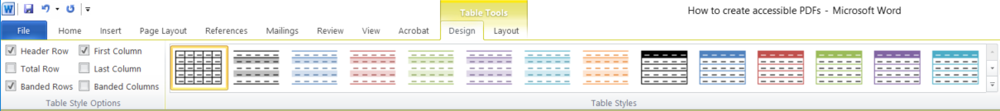 Table Tools
How to create accessible PDFs - Microsoft Word
File Home Insert Page Layout References Mailings Review View Acrobat Design Layout
Header Row First Column
Total Row Last Column
Banded Rows Banded Columns
Table Style Options Table Styles